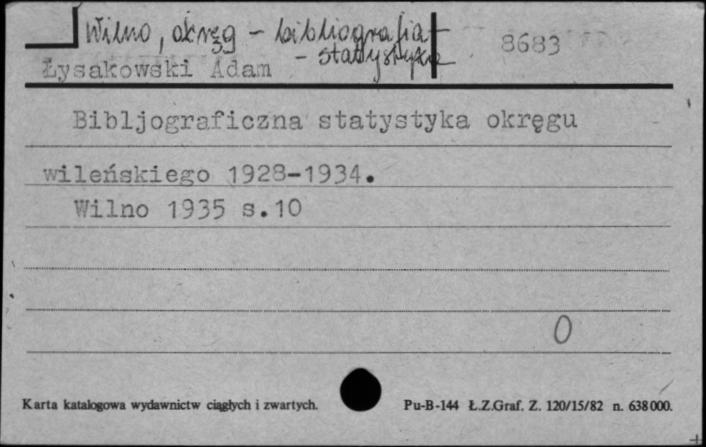 Wilno, okręg - bibliografia -
- statystyka
8683
Łysakowski Adam
Bibljograficzna statystyka okręgu
wileńskiego 1928-1934.
Wilno 1935 s.10
0
Karta katalogowa wydawnictw ciągłych i zwartych.
Pu-B-144 Ł.Z.Graf. Z. 120/15/82 n. 638000.